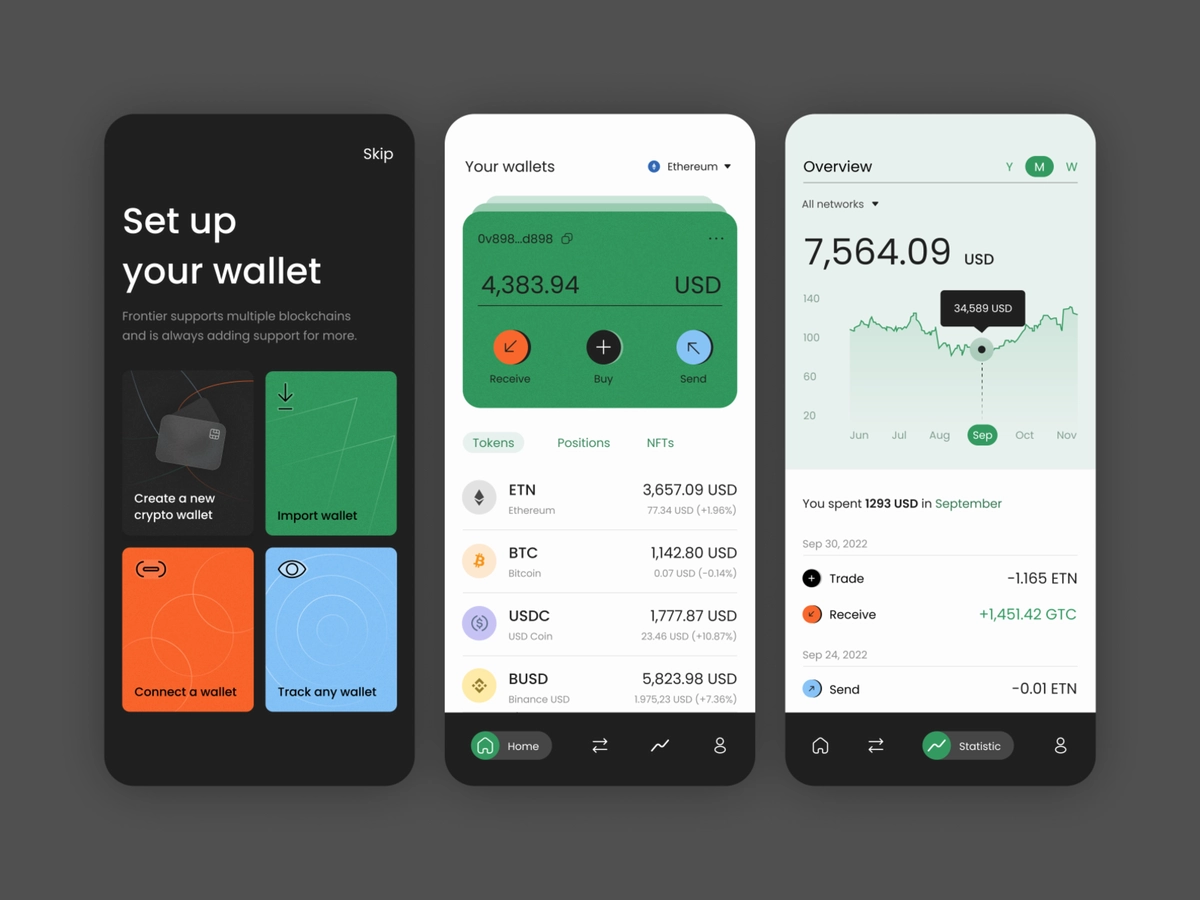 Skip
Set up
your wallet
Frontier supports multiple blockchains
and is always adding support for more.
Create a new
crypto wallet
Import wallet
Connect a wallet
Track any wallet
Your wallets
Ethereum
0v898...d898
...
4,383.94 USD
Receive
Buy
Send
Tokens
Positions
NFTs
ETN 3,657.09 USD
Ethereum 77.34 USD (+1.96%)
BTC 1,142.80 USD
Bitcoin 0.07 USD (−0.14%)
USDC 1,777.87 USD
USD Coin 23.46 USD (+10.87%)
BUSD 5,823.98 USD
Binance USD 1.975,23 USD (+7.36%)
Home
Overview
Y M W
All networks
7,564.09 USD
34,589 USD
140
100
60
20
Jun Jul Aug Sep Oct Nov
You spent 1293 USD in September
Sep 30, 2022
Trade -1.165 ETN
Receive +1,451.42 GTC
Sep 24, 2022
Send −0.01 ETN
Statistic